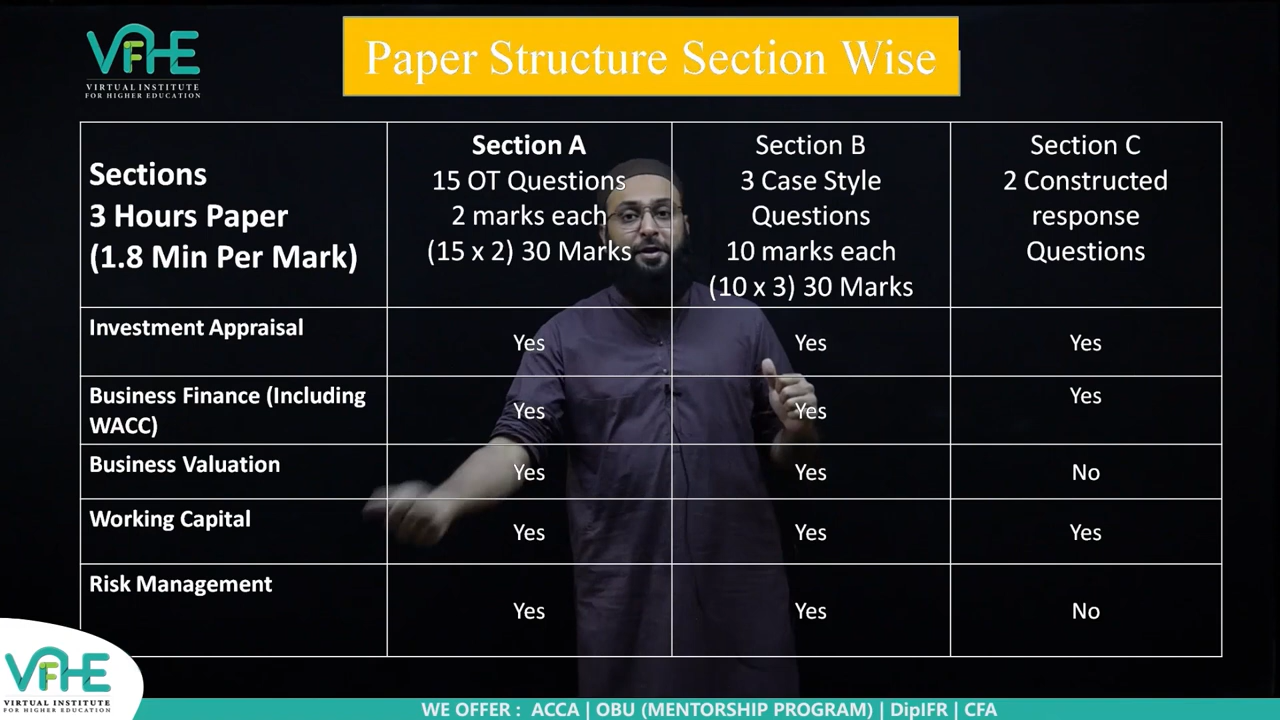 VIFHE
VIRTUAL INSTITUTE
FOR HIGHER EDUCATION
Paper Structure Section Wise
Sections
3 Hours Paper
(1.8 Min Per Mark)
Section A
15 OT Questions
2 marks each
(15 x 2) 30 Marks
Section B
3 Case Style
Questions
10 marks each
(10 x 3) 30 Marks
Section C
2 Constructed
response
Questions
Investment Appraisal
Yes
Yes
Yes
Business Finance (Including
WACC)
Yes
Yes
Yes
Business Valuation
Yes
Yes
No
Working Capital
Yes
Yes
Yes
Risk Management
Yes
Yes
No
VIFHE
VIRTUAL INSTITUTE
FOR HIGHER EDUCATION
WE OFFER : ACCA | OBU (MENTORSHIP PROGRAM) | DipIFR | CFA